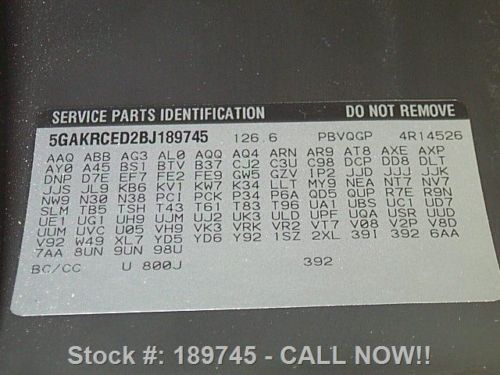 SERVICE PARTS IDENTIFICATION DO NOT REMOVE
5GAKRCED2BJ189745 126.6 PBVQGP 4R14526
AAQ ABB AG3 AL0 AQQ AQ4 ARN AR9 AT8 AXE AXP
AY0 A45 BS1 BTV B37 CJ2 C3U C98 DCP DD8 DLT
DNP D7E EF7 FE2 FE9 GW5 GZV 1P2 JJD JJJ JJK
JJS JL9 KB6 KV1 KW7 K34 LLT MY9 NEA NT7 NV7
NW9 N30 N38 PC1 PCK P34 P6A QD5 QUP R7E R9N
SLM TB5 TSH T43 T61 T83 T96 UA1 UBS UC1 UD7
UE1 UG1 UH9 UJM UJ2 UK3 ULD UPF UQA USR UUD
UUM UVC U05 VH9 VK3 VRK VR2 VT7 V08 V2P V8D
V92 W49 XL7 YD5 YD6 Y92 1SZ 2XL 391 392 6AA
7AA 8UN 9UN 98U
BC/CC U 800J 392
Stock #: 189745 - CALL NOW!!